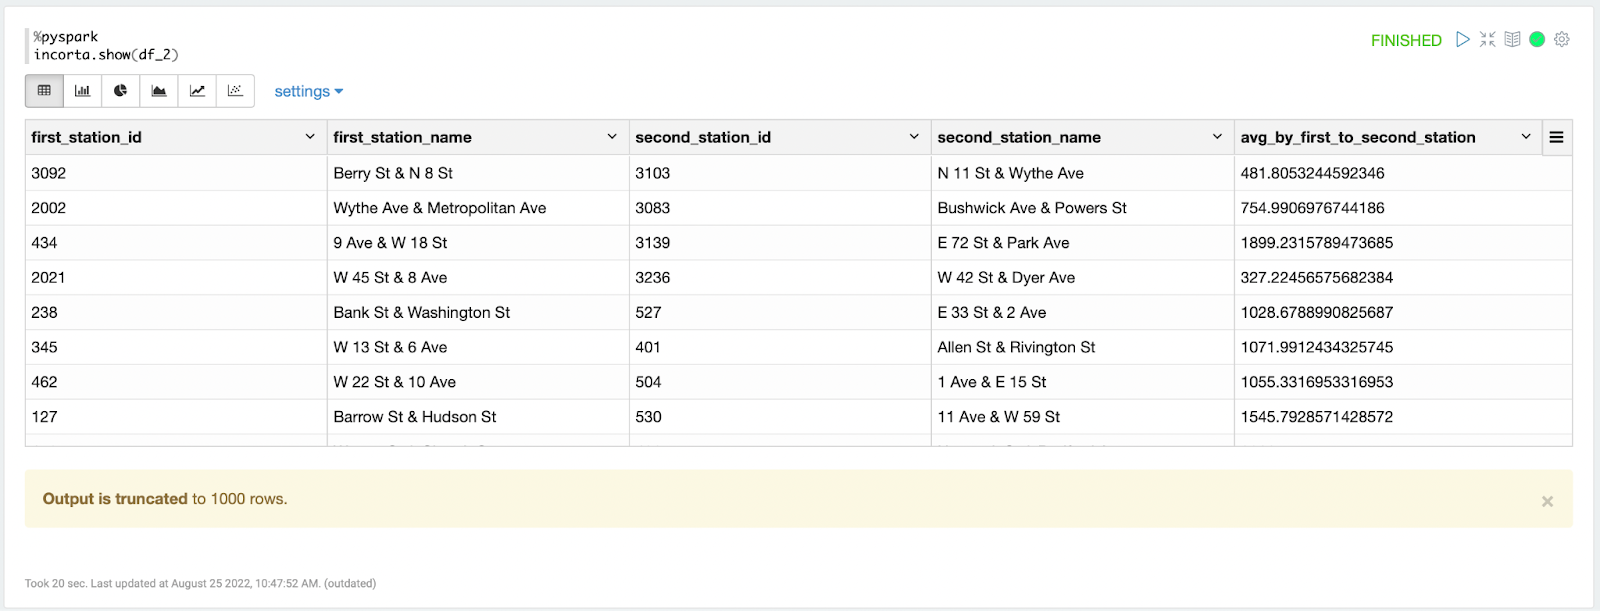 %pyspark
incorta.show(df_2)
FINISHED
settings
first_station_id first_station_name second_station_id second_station_name avg_by_first_to_second_station
3092 Berry St & N 8 St 3103 N 11 St & Wythe Ave 481.8053244592346
2002 Wythe Ave & Metropolitan Ave 3083 Bushwick Ave & Powers St 754.9906976744186
434 9 Ave & W 18 St 3139 E 72 St & Park Ave 1899.2315789473685
2021 W 45 St & 8 Ave 3236 W 42 St & Dyer Ave 327.22456575682384
238 Bank St & Washington St 527 E 33 St & 2 Ave 1028.6788990825687
345 W 13 St & 6 Ave 401 Allen St & Rivington St 1071.9912434325745
462 W 22 St & 10 Ave 504 1 Ave & E 15 St 1055.3316953316953
127 Barrow St & Hudson St 530 11 Ave & W 59 St 1545.7928571428572
Output is truncated to 1000 rows.
Took 20 sec. Last updated at August 25 2022, 10:47:52 AM. (outdated)